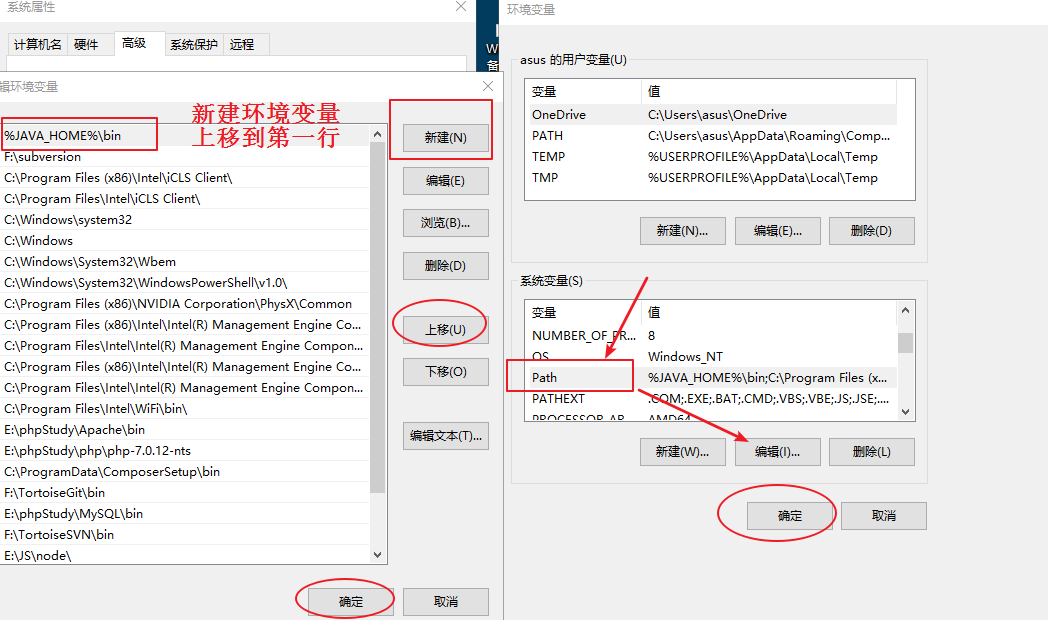 系统属性
计算机名
硬件
高级
系统保护
远程
辑环境变量
新建环境变量
上移到第一行
%JAVA_HOME%\bin
F:\subversion
C:\Program Files (x86)\Intel\iCLS Client\
C:\Program Files\Intel\iCLS Client\
C:\Windows\system32
C:\Windows
C:\Windows\System32\Wbem
C:\Windows\System32\WindowsPowerShell\v1.0\
C:\Program Files (x86)\NVIDIA Corporation\PhysX\Common
C:\Program Files (x86)\Intel\Intel(R) Management Engine Co...
C:\Program Files\Intel\Intel(R) Management Engine Compon...
C:\Program Files (x86)\Intel\Intel(R) Management Engine Co...
C:\Program Files\Intel\Intel(R) Management Engine Compon...
C:\Program Files\Intel\WiFi\bin\
E:\phpStudy\Apache\bin
E:\phpStudy\php\php-7.0.12-nts
C:\ProgramData\ComposerSetup\bin
F:\TortoiseGit\bin
E:\phpStudy\MySQL\bin
F:\TortoiseSVN\bin
E:\JS\node\
新建(N)
编辑(E)
浏览(B)...
删除(D)
上移(U)
下移(O)
编辑文本(T)...
确定
取消
W
备
环境变量
asus 的用户变量(U)
变量 值
OneDrive C:\Users\asus\OneDrive
PATH C:\Users\asus\AppData\Roaming\Comp...
TEMP %USERPROFILE%\AppData\Local\Temp
TMP %USERPROFILE%\AppData\Local\Temp
新建(N)...
编辑(E)...
删除(D)
系统变量(S)
变量 值
NUMBER_OF_PR... 8
OS Windows_NT
Path %JAVA_HOME%\bin;C:\Program Files (x...
PATHEXT .COM;.EXE;.BAT;.CMD;.VBS;.VBE;.JS;.JSE;....
PROCESSOR_AR AMD64
新建(W)...
编辑(I)...
删除(L)
确定
取消